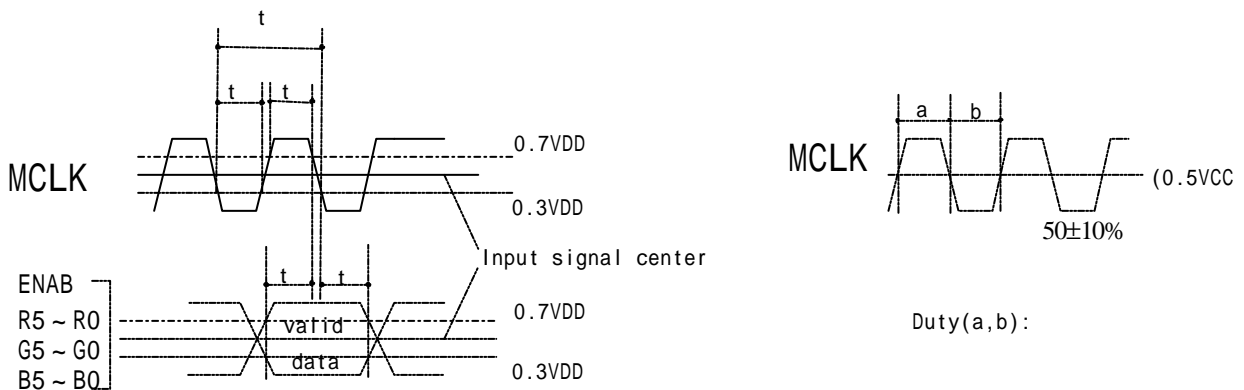 t
t t
0.7VDD
MCLK
0.3VDD
Input signal center
t t
ENAB
R5 ~ R0
G5 ~ G0
B5 ~ B0
valid
data
0.7VDD
0.3VDD
a b
MCLK
(0.5VCC
50±10%
Duty(a,b):